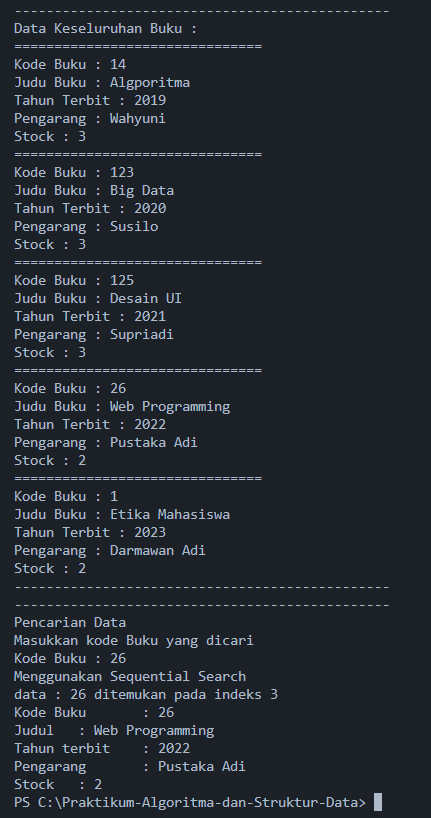 -----------------------------------------------
Data Keseluruhan Buku :
===============================
Kode Buku : 14
Judu Buku : Algporitma
Tahun Terbit : 2019
Pengarang : Wahyuni
Stock : 3
===============================
Kode Buku : 123
Judu Buku : Big Data
Tahun Terbit : 2020
Pengarang : Susilo
Stock : 3
===============================
Kode Buku : 125
Judu Buku : Desain UI
Tahun Terbit : 2021
Pengarang : Supriadi
Stock : 3
===============================
Kode Buku : 26
Judu Buku : Web Programming
Tahun Terbit : 2022
Pengarang : Pustaka Adi
Stock : 2
===============================
Kode Buku : 1
Judu Buku : Etika Mahasiswa
Tahun Terbit : 2023
Pengarang : Darmawan Adi
Stock : 2
-----------------------------------------------
-----------------------------------------------
Pencarian Data
Masukkan kode Buku yang dicari
Kode Buku : 26
Menggunakan Sequential Search
data : 26 ditemukan pada indeks 3
Kode Buku       : 26
Judul   : Web Programming
Tahun terbit    : 2022
Pengarang       : Pustaka Adi
Stock   : 2
PS C:\Praktikum-Algoritma-dan-Struktur-Data>